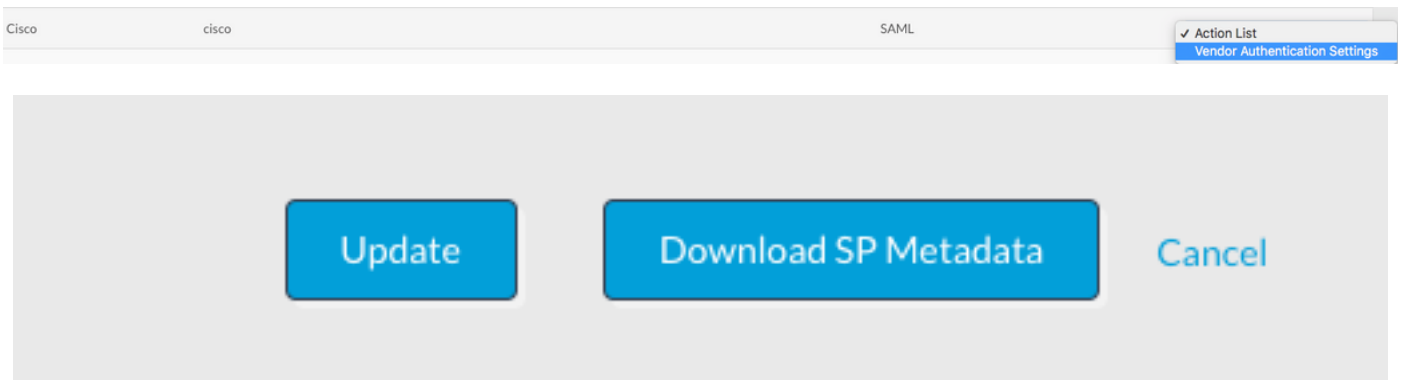 Cisco cisco SAML ✓ Action List
Vendor Authentication Settings
Update Download SP Metadata Cancel